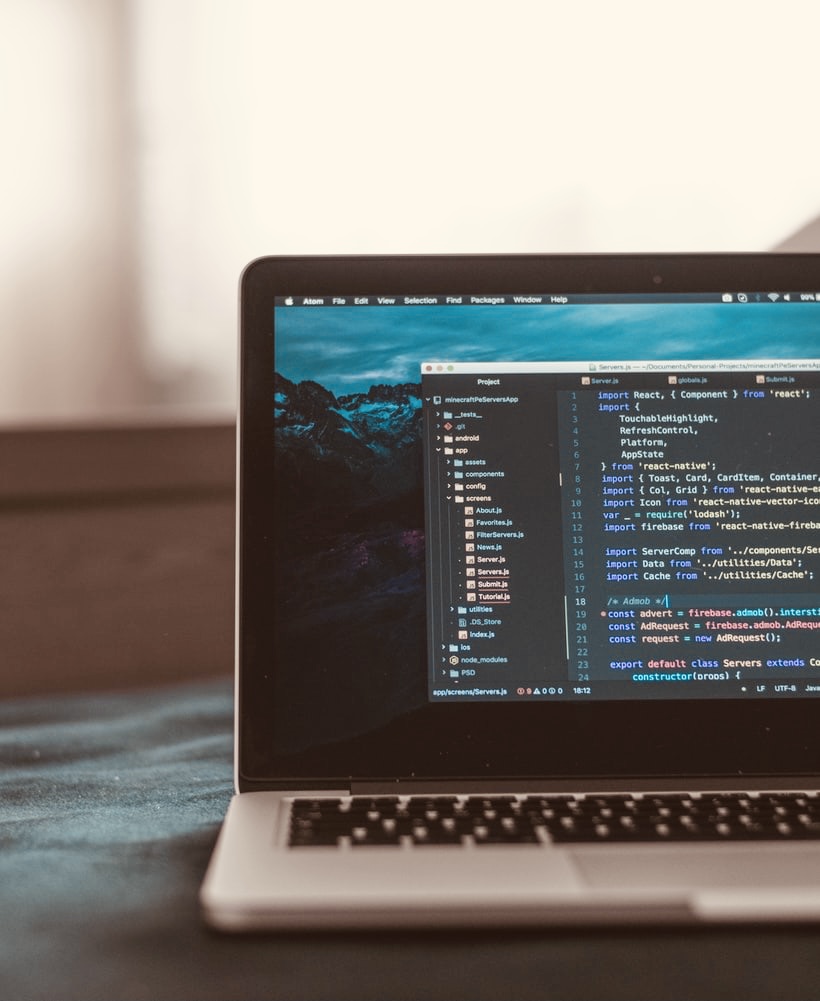 Atom File Edit View Selection Find Packages Window Help 99%
Servers.js — ~/Documents/Personal-Projects/minecraftPeServersAp
Project
Server.js globals.js Submit.js
minecraftPeServersApp
__tests__
.git
android
app
assets
components
config
screens
About.js
Favorites.js
FilterServers.js
News.js
Server.js
Servers.js
Submit.js
Tutorial.js
utilities
.DS_Store
index.js
ios
node_modules
PSD
1 import React, { Component } from 'react';
2 import {
3 TouchableHighlight,
4 RefreshControl,
5 Platform,
6 AppState
7 } from 'react-native';
8 import { Toast, Card, CardItem, Container,
9 import { Col, Grid } from 'react-native-ea
10 import Icon from 'react-native-vector-ico
11 var _ = require('lodash');
12 import firebase from 'react-native-fireba
13
14 import ServerComp from '../components/Ser
15 import Data from '../utilities/Data';
16 import Cache from '../utilities/Cache';
17
18 /* Admob */
19 const advert = firebase.admob().intersti
20 const AdRequest = firebase.admob.AdReque
21 const request = new AdRequest();
22
23 export default class Servers extends Co
24 constructor(props) {
app/screens/Servers.js 9 0 0 18:12 LF UTF-8 Java